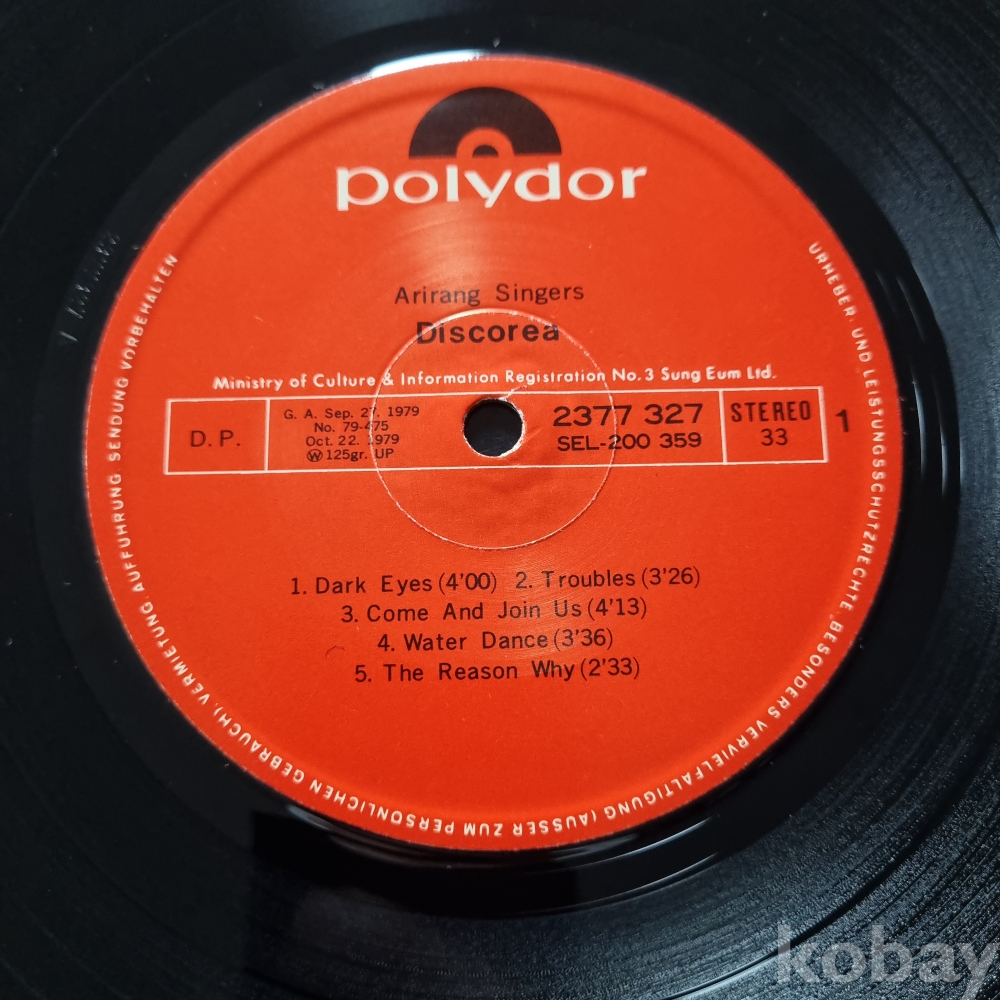 polydor
Arirang Singers
Discorea
Ministry of Culture & Information Registration No. 3 Sung Eum Ltd.
D.P.
G. A. Sep. 27. 1979
No. 79-475
Oct. 22. 1979
Ⓦ 125gr. UP
2377 327
SEL-200 359
STEREO
33
1
1. Dark Eyes (4'00) 2. Troubles (3'26)
3. Come And Join Us (4'13)
4. Water Dance (3'36)
5. The Reason Why (2'33)
URHEBER- UND LEISTUNGSSCHUTZRECHTE, BESONDERS VERVIELFALTIGUNG (AUSSER ZUM PERSÖNLICHEN GEBRAUCH), VERMIETUNG, AUFFUHRUNG, SENDUNG VORBEHALTEN
kobay